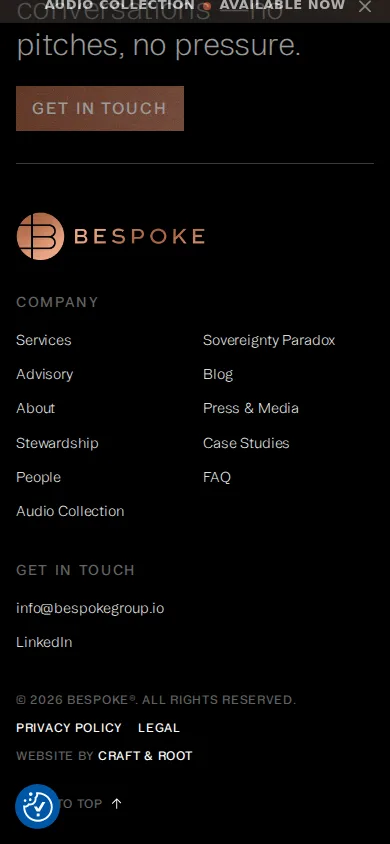 AUDIO COLLECTION AVAILABLE NOW
conversations —no
pitches, no pressure.
GET IN TOUCH
BESPOKE
COMPANY
Services
Sovereignty Paradox
Advisory
Blog
About
Press & Media
Stewardship
Case Studies
People
FAQ
Audio Collection
GET IN TOUCH
info@bespokegroup.io
LinkedIn
© 2026 BESPOKE®. ALL RIGHTS RESERVED.
PRIVACY POLICY LEGAL
WEBSITE BY CRAFT & ROOT
TO TOP ↑